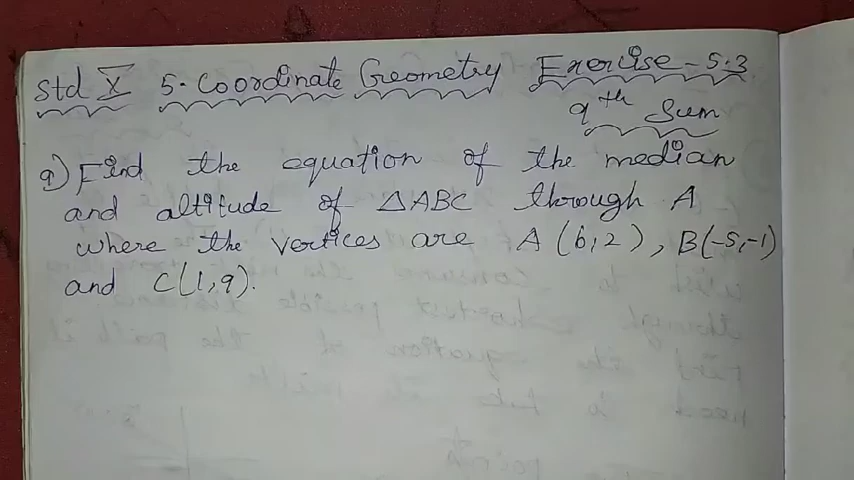 Std X 5. Coordinate Geometry Exercise - 5.3
9th Sum
9) Find the equation of the median
and altitude of △ABC through A
where the vertices are A (6,2), B(-5,-1)
and C(1,9).